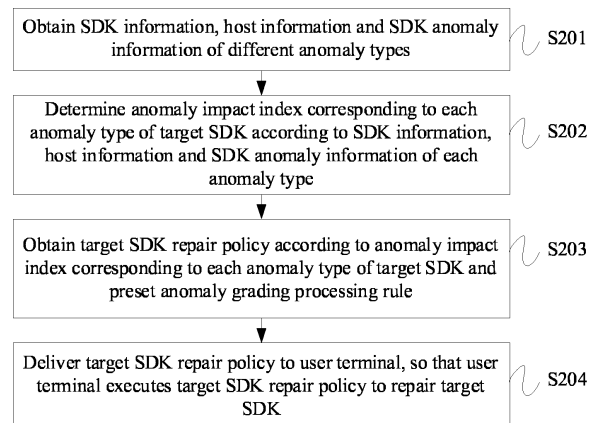 Obtain SDK information, host information and SDK anomaly
information of different anomaly types
S201
Determine anomaly impact index corresponding to each
anomaly type of target SDK according to SDK information,
host information and SDK anomaly information of each
anomaly type
S202
Obtain target SDK repair policy according to anomaly impact
index corresponding to each anomaly type of target SDK and
preset anomaly grading processing rule
S203
Deliver target SDK repair policy to user terminal, so that user
terminal executes target SDK repair policy to repair target
SDK
S204